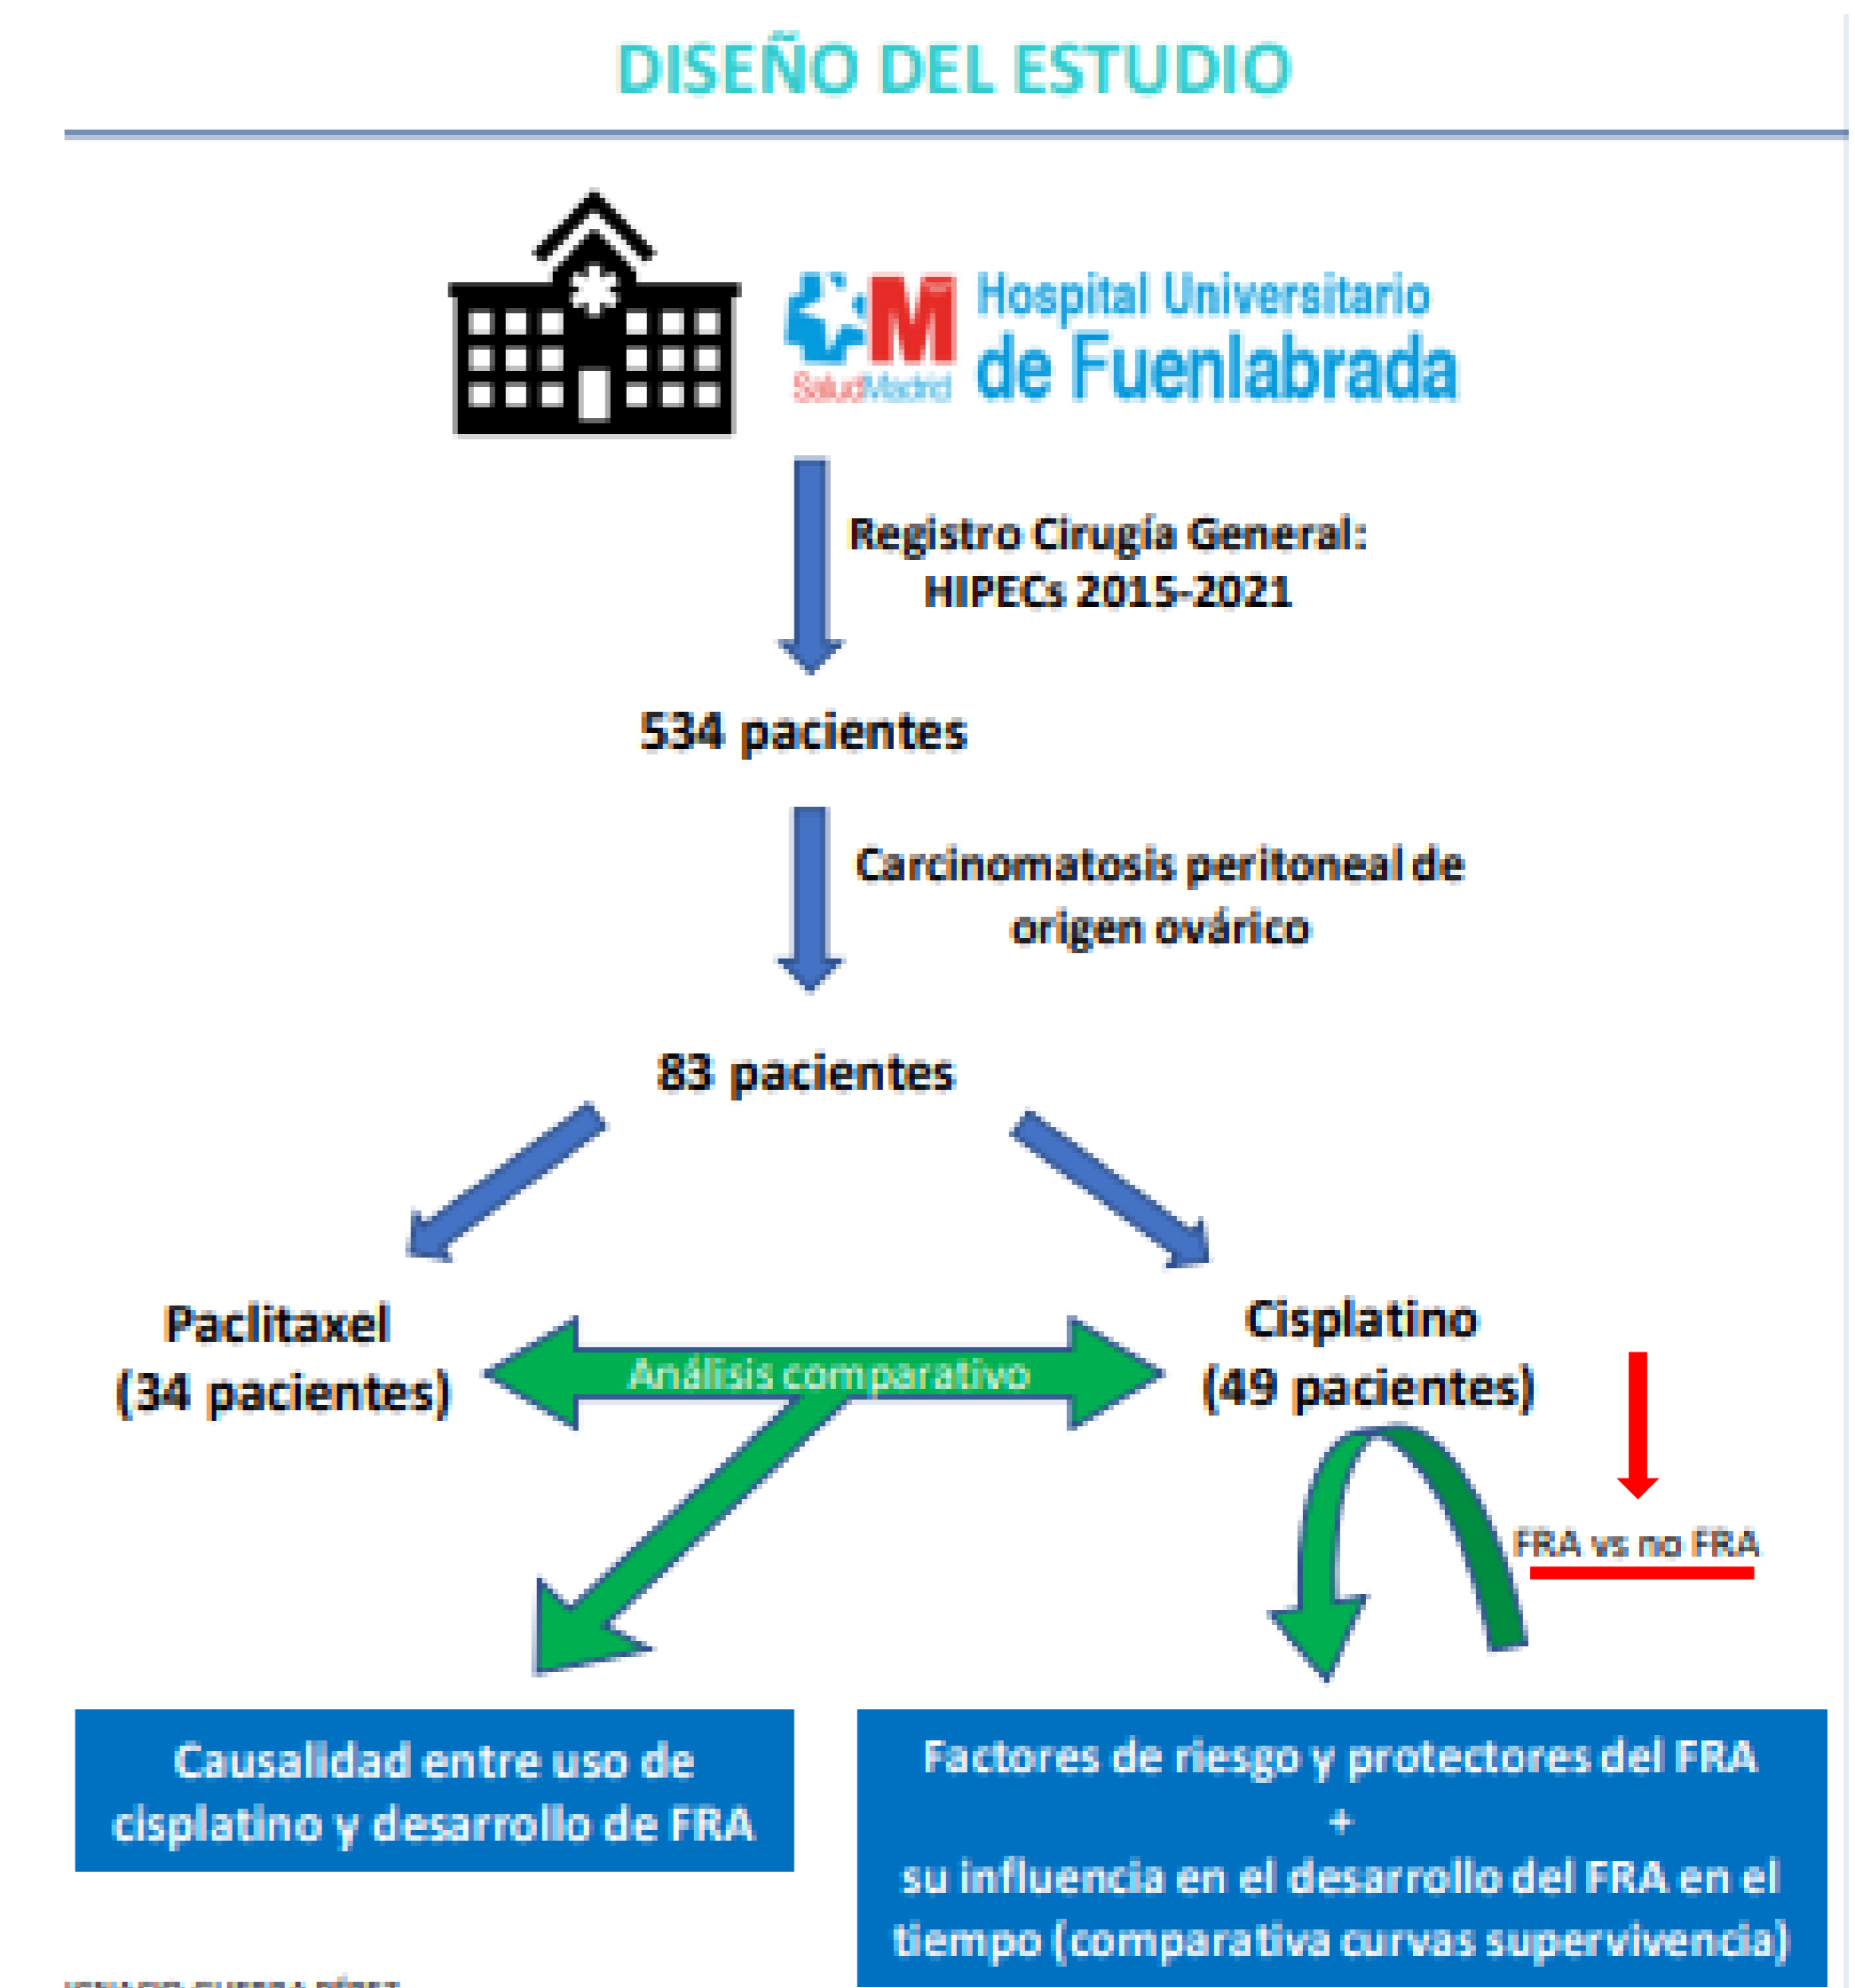 DISEÑO DEL ESTUDIO
M
Hospital Universitario
de Fuenlabrada
SaludMadrid
Registro Cirugía General:
HIPECs 2015-2021
534 pacientes
Carcinomatosis peritoneal de
origen ovárico
83 pacientes
Paclitaxel
(34 pacientes)
Análisis comparativo
Cisplatino
(49 pacientes)
FRA vs no FRA
Causalidad entre uso de
cisplatino y desarrollo de FRA
Factores de riesgo y protectores del FRA
+
su influencia en el desarrollo del FRA en el
tiempo (comparativa curvas supervivencia)